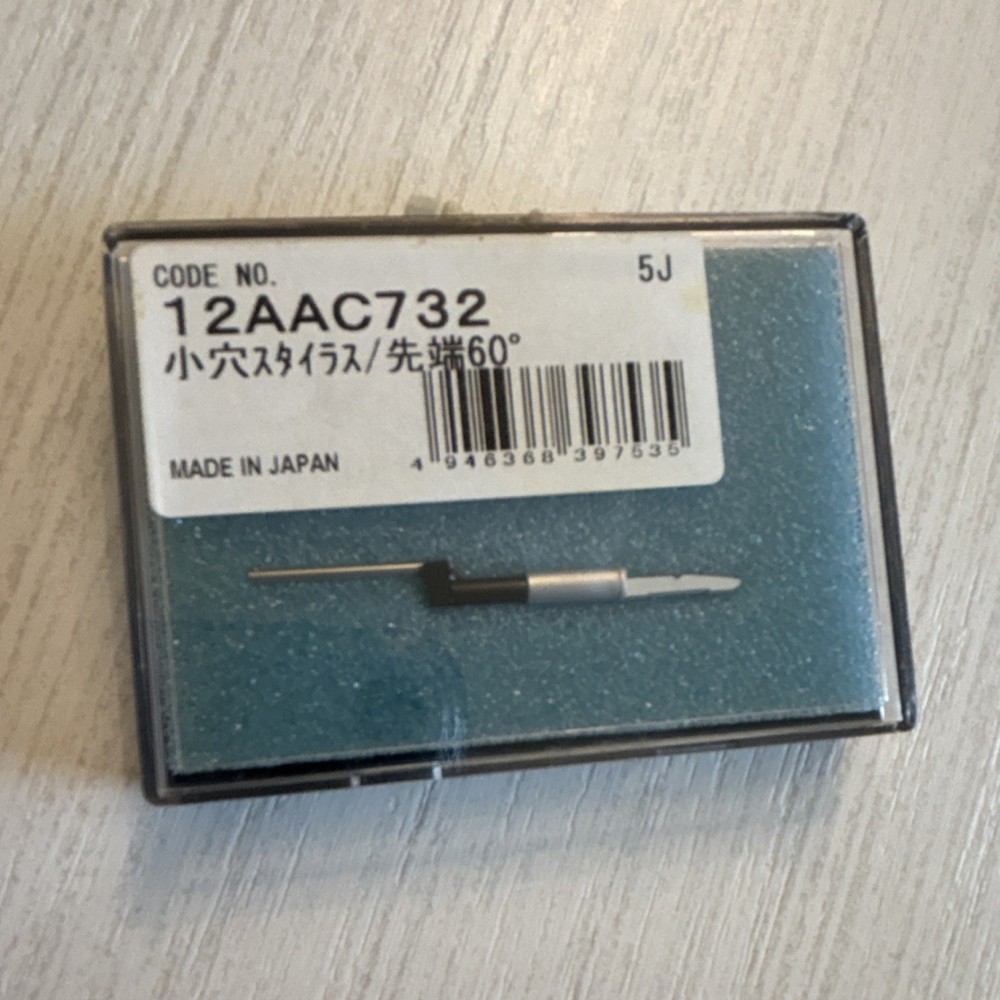 CODE NO.
5J
12AAC732
小穴ｽﾀｲﾗｽ/先端60°
MADE IN JAPAN
4 946368 397535